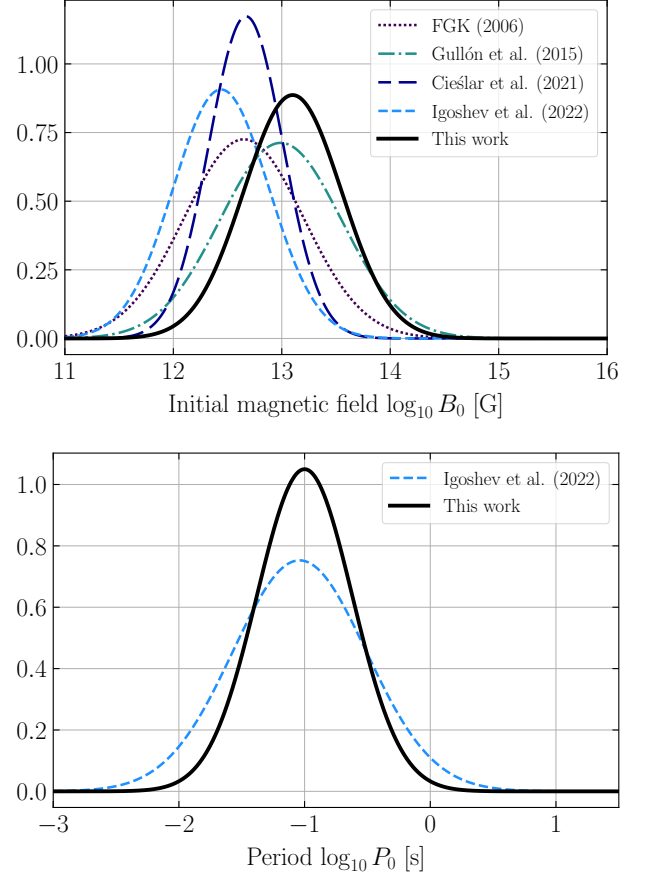 FGK (2006)
Gullón et al. (2015)
Cieślar et al. (2021)
Igoshev et al. (2022)
This work
1.00
0.75
0.50
0.25
0.00
11 12 13 14 15 16
Initial magnetic field log₁₀ B₀ [G]
Igoshev et al. (2022)
This work
1.0
0.8
0.6
0.4
0.2
0.0
−3 −2 −1 0 1
Period log₁₀ P₀ [s]